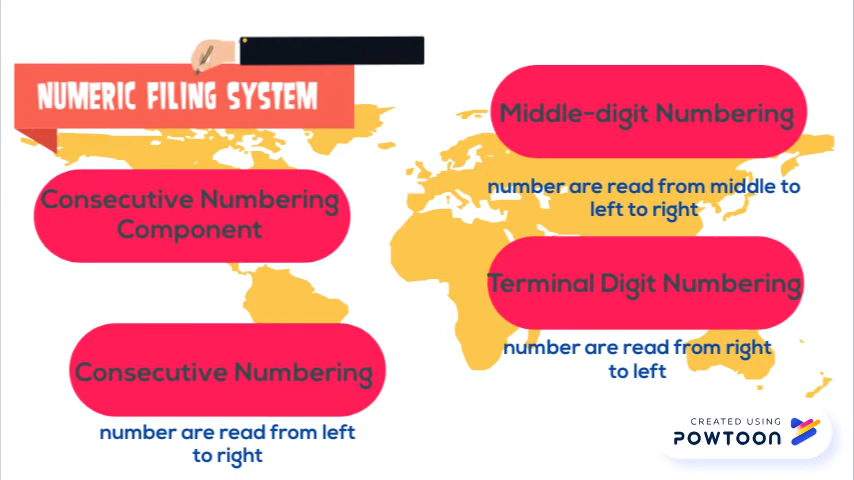 NUMERIC FILING SYSTEM
Consecutive Numbering
Component
Consecutive Numbering
number are read from left
to right
Middle-digit Numbering
number are read from middle to
left to right
Terminal Digit Numbering
number are read from right
to left
CREATED USING
POWTOON